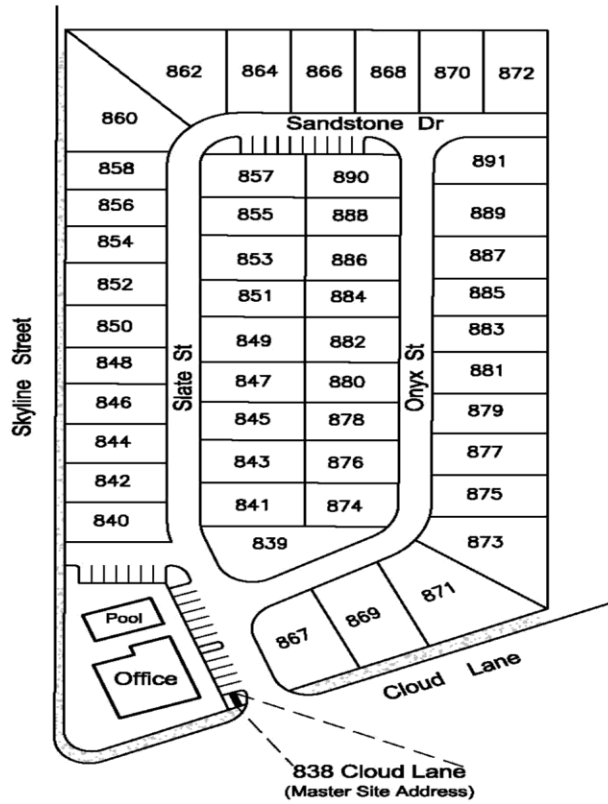 862 864 866 868 870 872
860
Sandstone Dr
858 857 890 891
856 855 888 889
854 853 886 887
852 851 884 885
850 849 882 883
848 847 880 881
846 845 878 879
844 843 876 877
842 841 874 875
840 839 873
Skyline Street
Slate St
Onyx St
867 869 871
Pool
Office
Cloud Lane
838 Cloud Lane
(Master Site Address)